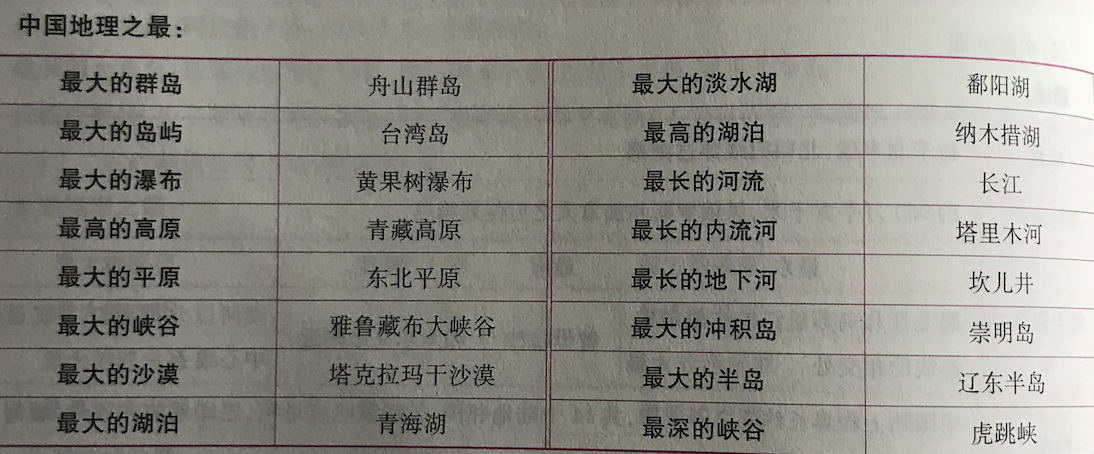 中国地理之最：
最大的群岛 舟山群岛 最大的淡水湖 鄱阳湖
最大的岛屿 台湾岛 最高的湖泊 纳木措湖
最大的瀑布 黄果树瀑布 最长的河流 长江
最高的高原 青藏高原 最长的内流河 塔里木河
最大的平原 东北平原 最长的地下河 坎儿井
最大的峡谷 雅鲁藏布大峡谷 最大的冲积岛 崇明岛
最大的沙漠 塔克拉玛干沙漠 最大的半岛 辽东半岛
最大的湖泊 青海湖 最深的峡谷 虎跳峡